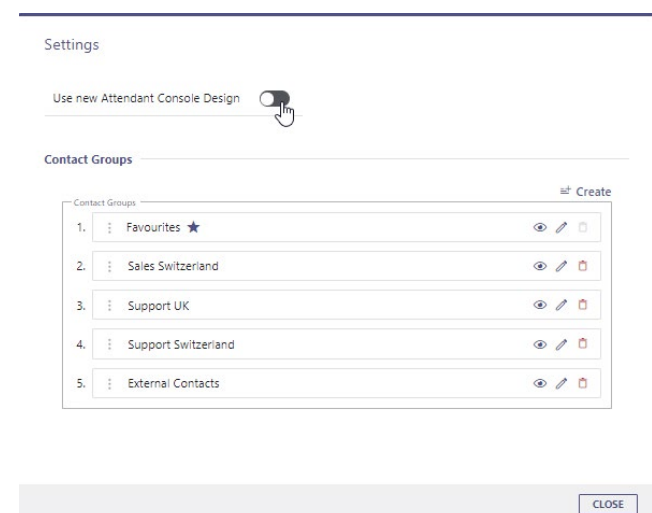 Settings
Use new Attendant Console Design
Contact Groups
Create
Contact Groups
1. Favourites
2. Sales Switzerland
3. Support UK
4. Support Switzerland
5. External Contacts
CLOSE